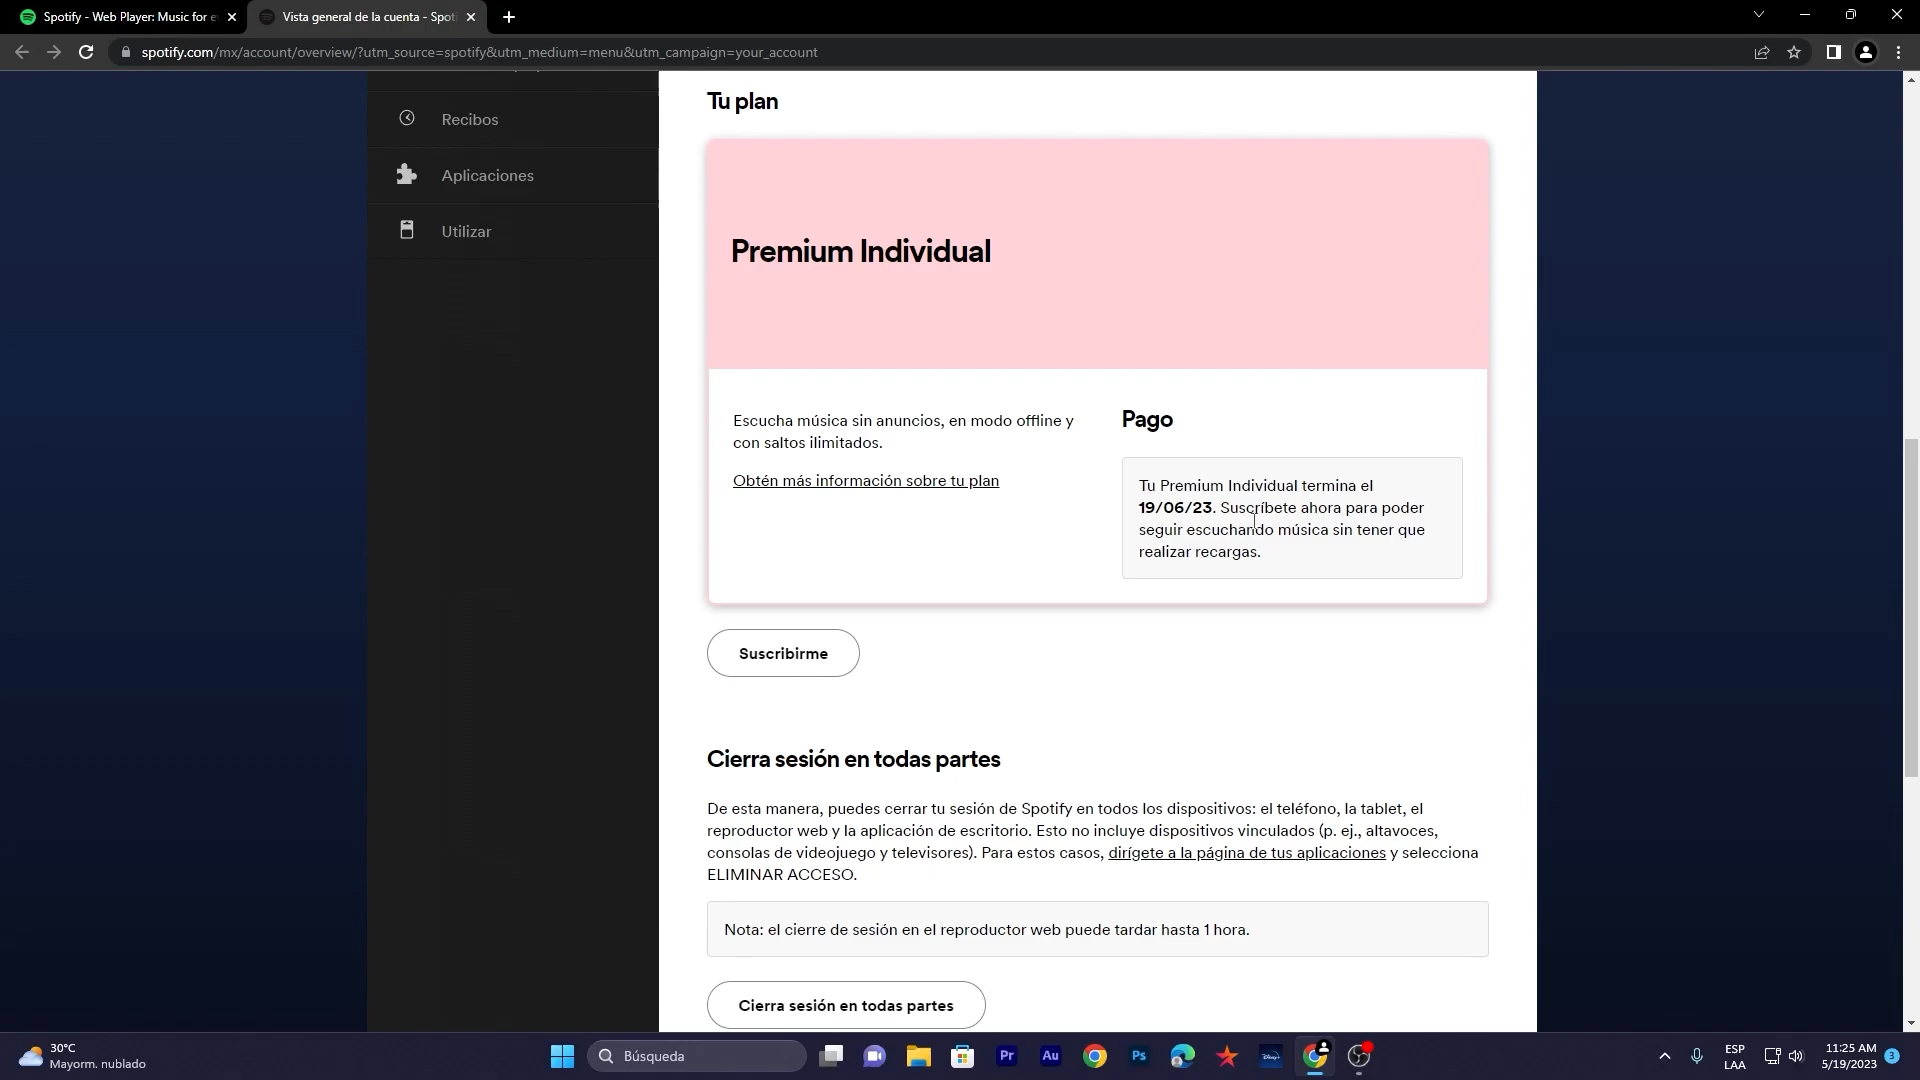 Spotify - Web Player: Music for e
Vista general de la cuenta - Spoti
spotify.com/mx/account/overview/?utm_source=spotify&utm_medium=menu&utm_campaign=your_account
Recibos
Aplicaciones
Utilizar
Tu plan
Premium Individual
Escucha música sin anuncios, en modo offline y
con saltos ilimitados.
Obtén más información sobre tu plan
Pago
Tu Premium Individual termina el
19/06/23. Suscríbete ahora para poder
seguir escuchando música sin tener que
realizar recargas.
Suscribirme
Cierra sesión en todas partes
De esta manera, puedes cerrar tu sesión de Spotify en todos los dispositivos: el teléfono, la tablet, el
reproductor web y la aplicación de escritorio. Esto no incluye dispositivos vinculados (p. ej., altavoces,
consolas de videojuego y televisores). Para estos casos, dirígete a la página de tus aplicaciones y selecciona
ELIMINAR ACCESO.
Nota: el cierre de sesión en el reproductor web puede tardar hasta 1 hora.
Cierra sesión en todas partes
30°C
Mayorm. nublado
Búsqueda
Pr
Au
Ps
Disney+
ESP
LAA
11:25 AM
5/19/2023
3